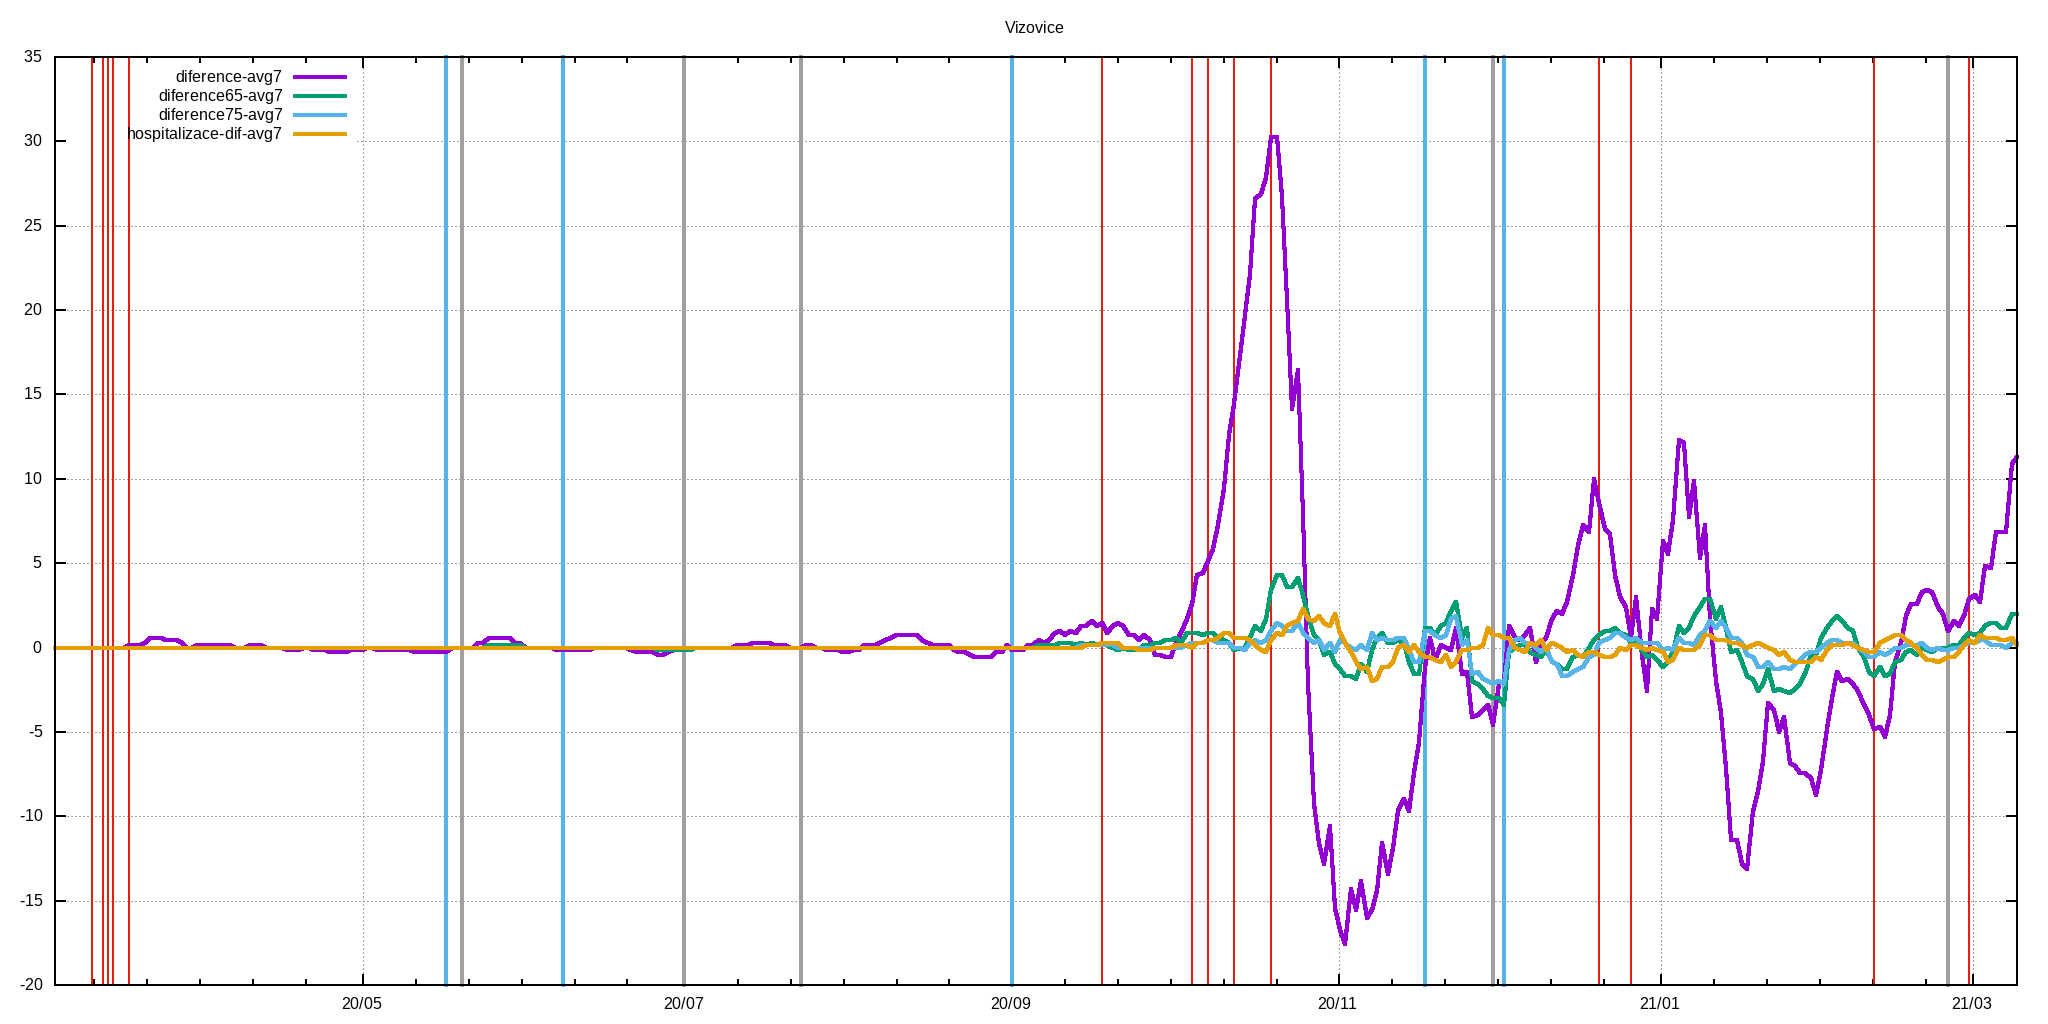 Vizovice
diference-avg7
diference65-avg7
diference75-avg7
hospitalizace-dif-avg7
35
30
25
20
15
10
5
0
-5
-10
-15
-20
20/05 20/07 20/09 20/11 21/01 21/03